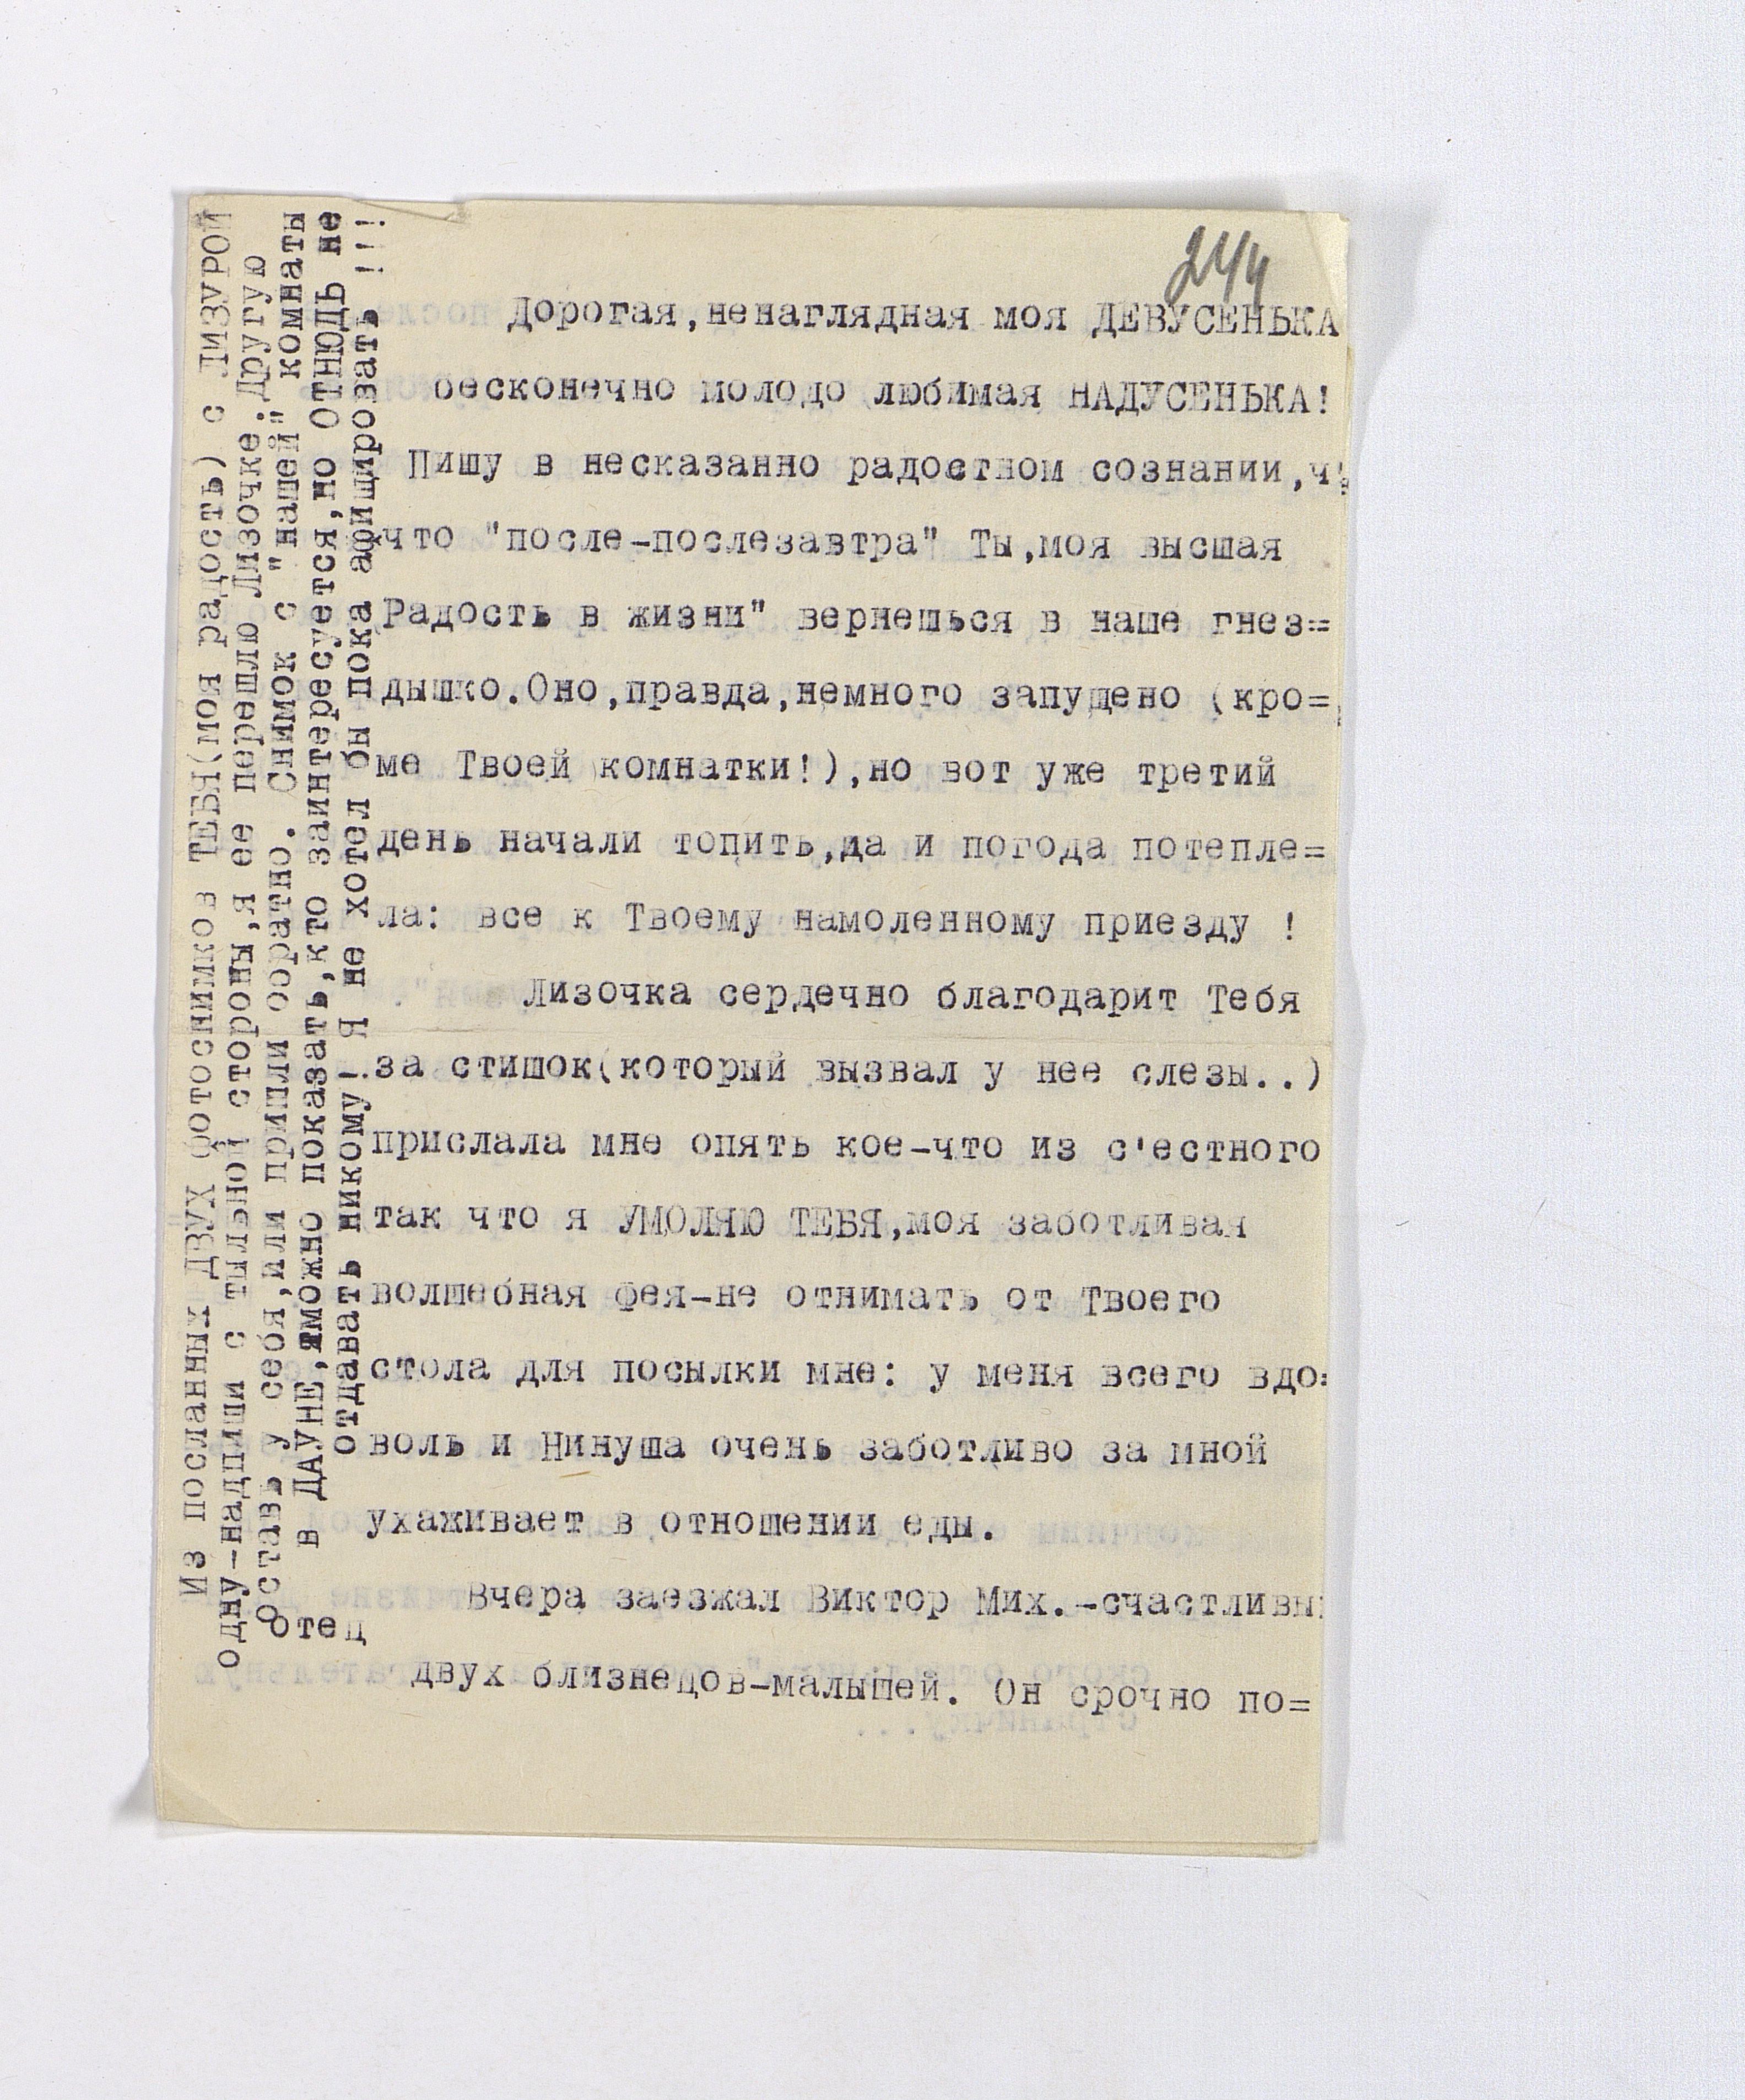 244
Дорогая,ненаглядная моя ДЕВУСЕНЬКА
бесконечно молодо любимая НАДУСЕНЬКА!
Пишу в несказанно радостном сознании,ч
что "после-послезавтра" Ты,моя высшая
Радость в жизни" вернешься в наше гнез=
дышко.Оно,правда,немного запущено (кро=
ме Твоей комнатки!),но вот уже третий
день начали топить,да и погода потепле=
ла: все к Твоему намоленному приезду !
Лизочка сердечно благодарит Тебя
за стишок(который вызвал у нее слезы..)
прислала мне опять кое-что из с'естного
так что я УМОЛЯЮ ТЕБЯ,моя заботливая
волшебная фея-не отнимать от Твоего
стола для посылки мне: у меня всего вдо=
воль и Нинуша очень заботливо за мной
ухаживает в отношении еды.
Вчера заезжал Виктор Мих.-счастливы
Отец
двух близнецов-малышей. Он срочно по=
Из посланных ДВУХ фотоснимков ТЕБЯ(моя радость) с ЛИЗУРОЙ
одну-надпиши с тыльной стороны,я ее перешлю Лизочке.Другую
Оставь у себя,или пришли обратно. Снимок с "нашей" комнаты
в ДАУНЕ,можно показать,кто заинтересуется,но ОТНЮДЬ не
отдавать никому! Я не хотел бы пока афишировать !!!